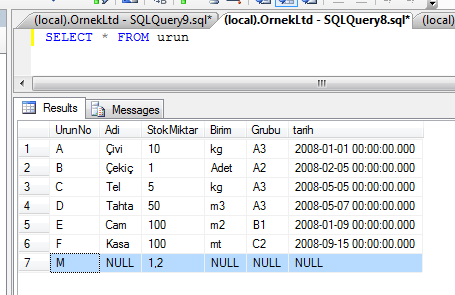 (local).OrnekLtd - SQLQuery9.sql* (local).OrnekLtd - SQLQuery8.sql* (local)
SELECT * FROM urun
Results Messages
UrunNo Adi StokMiktar Birim Grubu tarih
1 A Çivi 10 kg A3 2008-01-01 00:00:00.000
2 B Çekiç 1 Adet A2 2008-02-05 00:00:00.000
3 C Tel 5 kg A3 2008-05-05 00:00:00.000
4 D Tahta 50 m3 A3 2008-05-07 00:00:00.000
5 E Cam 100 m2 B1 2008-01-09 00:00:00.000
6 F Kasa 100 mt C2 2008-09-15 00:00:00.000
7 M NULL 1,2 NULL NULL NULL